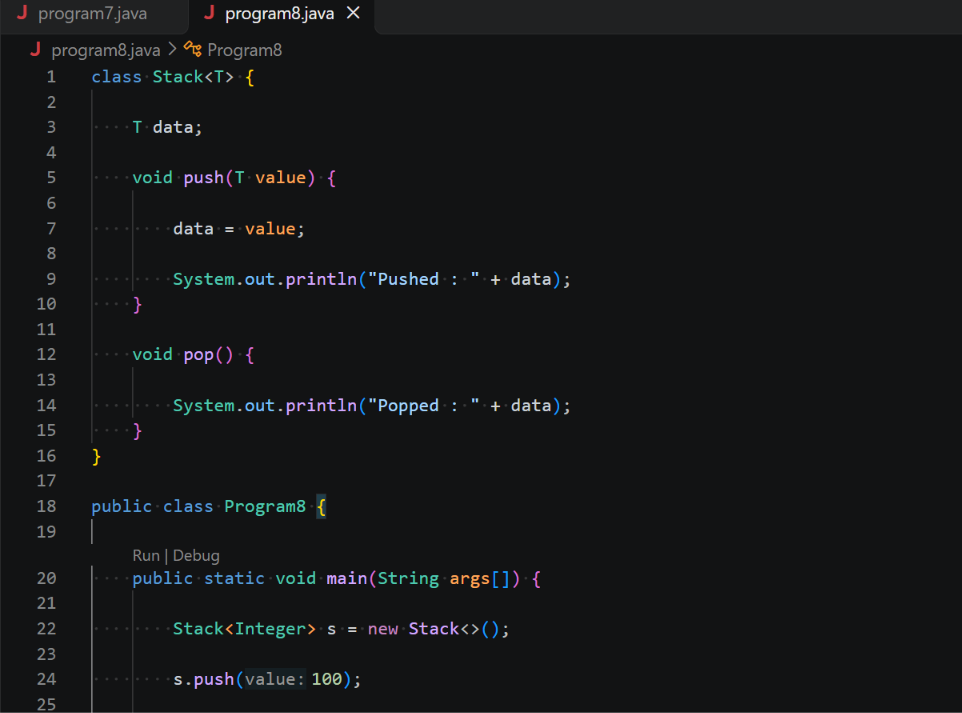 J program7.java J program8.java ×
J program8.java > Program8
1 class Stack<T> {
2
3     T data;
4
5     void push(T value) {
6
7         data = value;
8
9         System.out.println("Pushed : " + data);
10     }
11
12     void pop() {
13
14         System.out.println("Popped : " + data);
15     }
16 }
17
18 public class Program8 {
19
Run | Debug
20     public static void main(String args[]) {
21
22         Stack<Integer> s = new Stack<>();
23
24         s.push(value: 100);
25